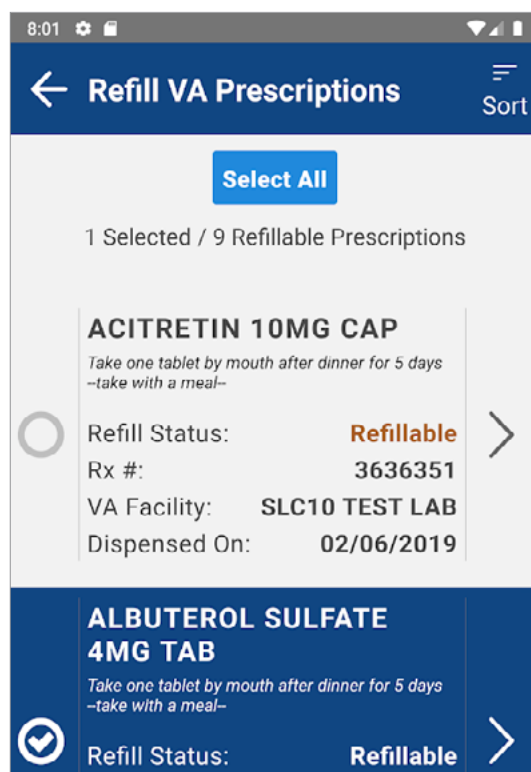 8:01
Refill VA Prescriptions
Sort
Select All
1 Selected / 9 Refillable Prescriptions
ACITRETIN 10MG CAP
Take one tablet by mouth after dinner for 5 days
--take with a meal--
Refill Status: Refillable
Rx #: 3636351
VA Facility: SLC10 TEST LAB
Dispensed On: 02/06/2019
ALBUTEROL SULFATE
4MG TAB
Take one tablet by mouth after dinner for 5 days
--take with a meal--
Refill Status: Refillable